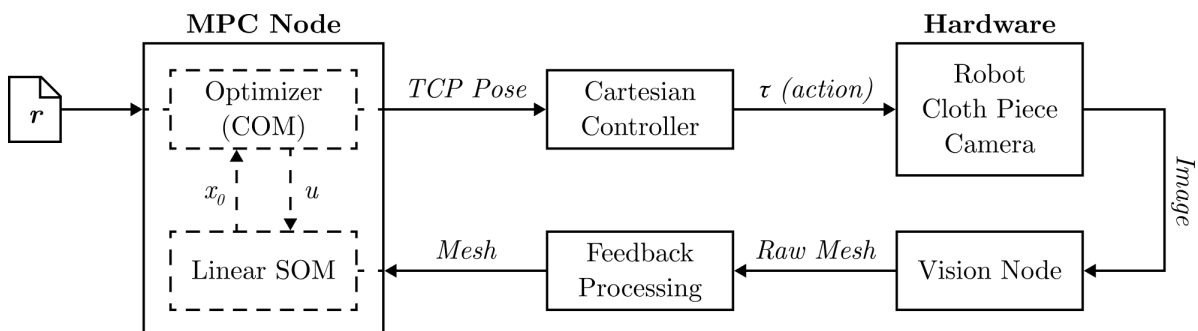 MPC Node
Hardware
r
Optimizer
(COM)
TCP Pose
Cartesian
Controller
τ (action)
Robot
Cloth Piece
Camera
x₀
u
Image
Linear SOM
Mesh
Feedback
Processing
Raw Mesh
Vision Node